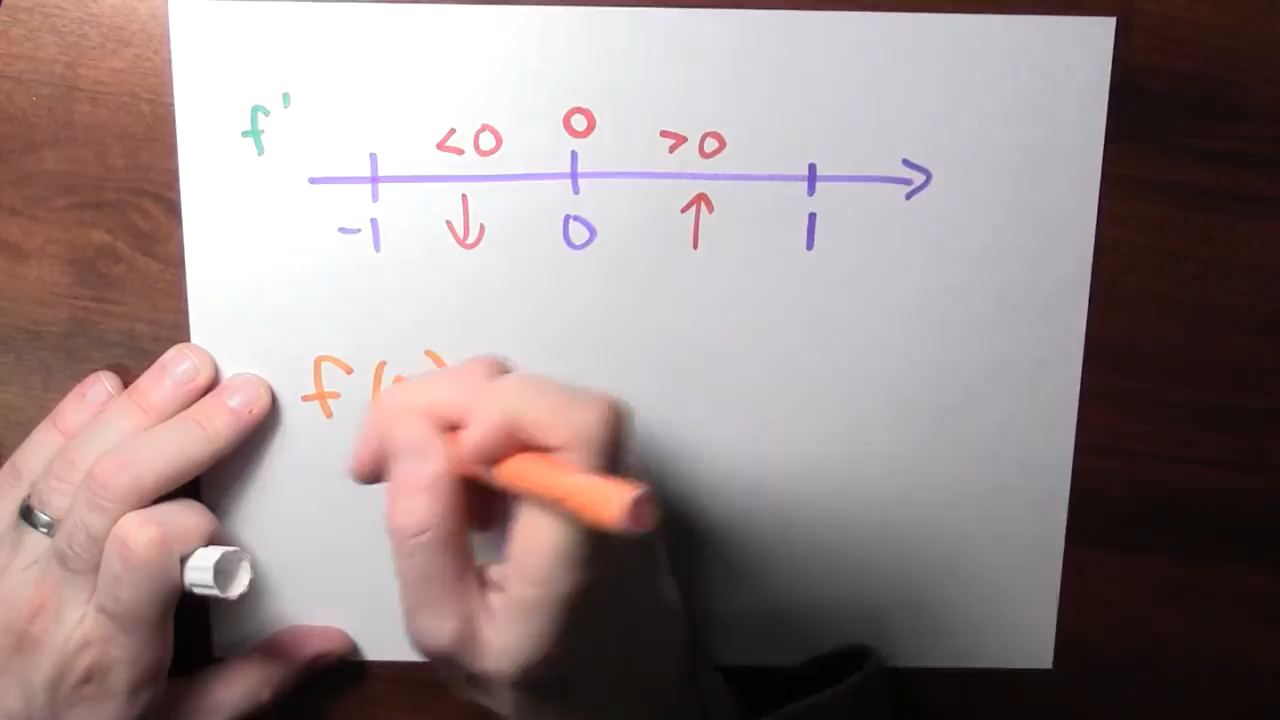 f'
<0 0 >0
-1 ↓ 0 ↑ 1
f( )